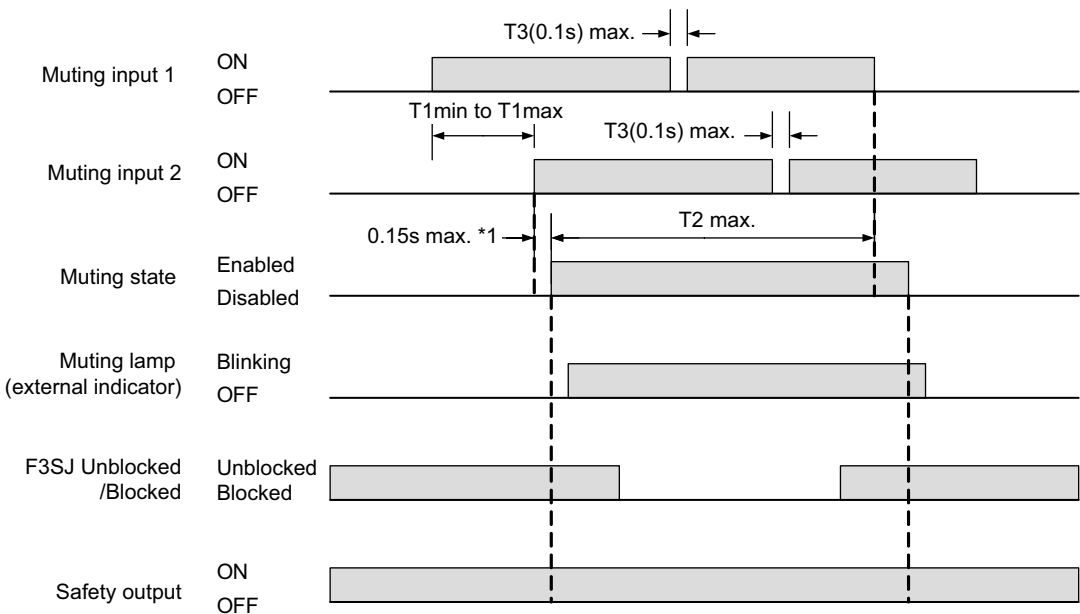 T3(0.1s) max.
Muting input 1
ON
OFF
T1min to T1max
T3(0.1s) max.
Muting input 2
ON
OFF
0.15s max. *1
T2 max.
Muting state
Enabled
Disabled
Muting lamp
(external indicator)
Blinking
OFF
F3SJ Unblocked
/Blocked
Unblocked
Blocked
Safety output
ON
OFF